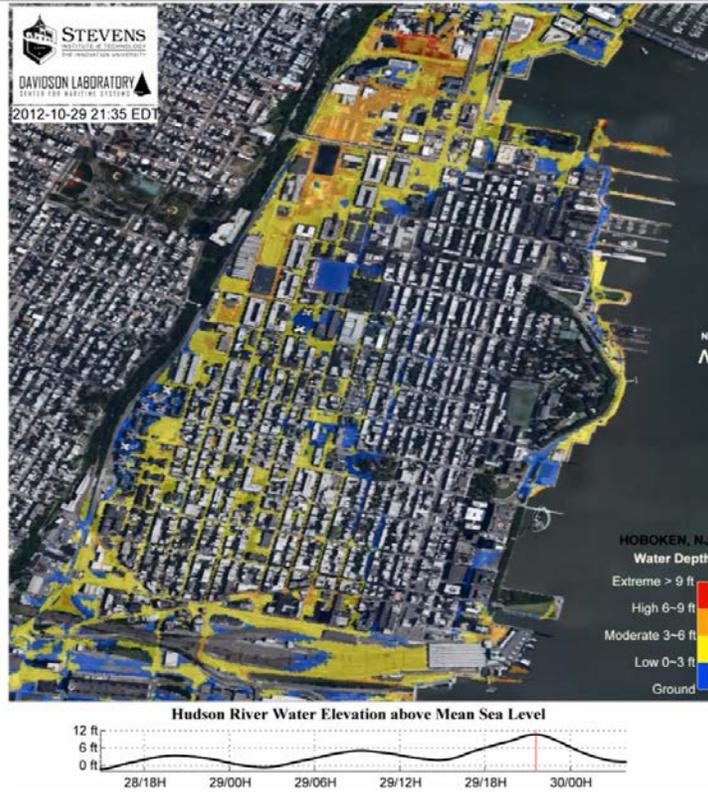 STEVENS
INSTITUTE of TECHNOLOGY
THE INNOVATION UNIVERSITY
DAVIDSON LABORATORY
CENTER FOR MARITIME SYSTEMS
2012-10-29 21:35 EDT
N
HOBOKEN, NJ
Water Depth
Extreme > 9 ft
High 6~9 ft
Moderate 3~6 ft
Low 0~3 ft
Ground
Hudson River Water Elevation above Mean Sea Level
12 ft
6 ft
0 ft
28/18H 29/00H 29/06H 29/12H 29/18H 30/00H